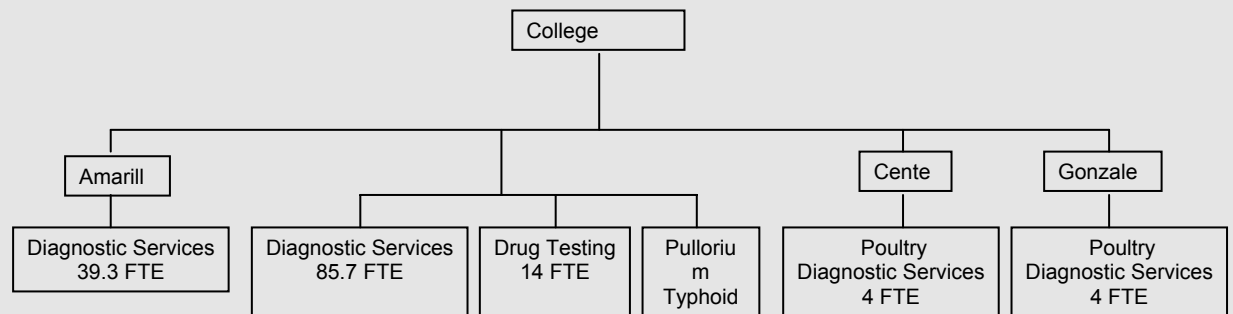 College
Amarill
Cente
Gonzale
Diagnostic Services
39.3 FTE
Diagnostic Services
85.7 FTE
Drug Testing
14 FTE
Pulloriu
m
Typhoid
Poultry
Diagnostic Services
4 FTE
Poultry
Diagnostic Services
4 FTE